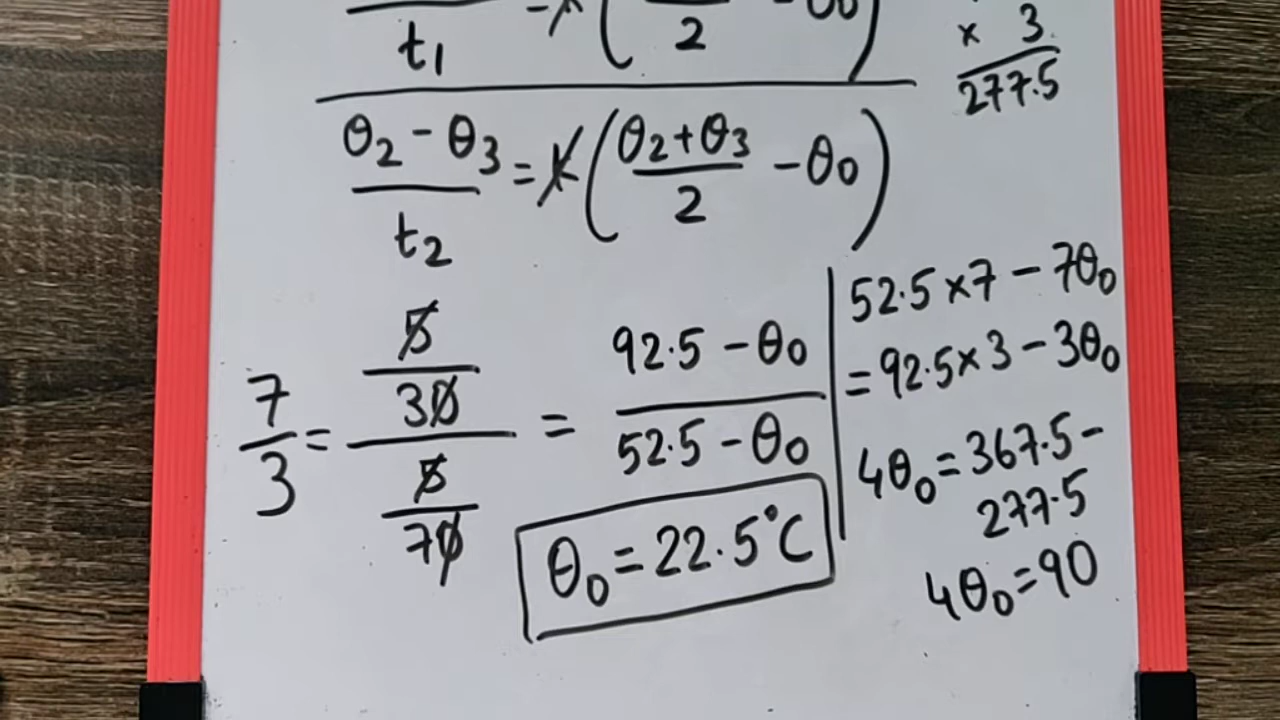 t₁ = K( 2 - θ₀)
× 3
277.5
θ₂ - θ₃ / t₂ = K(θ₂+θ₃ / 2 - θ₀)
7/3 = (5/30) / (5/70) = 92.5 - θ₀ / 52.5 - θ₀
θ₀ = 22.5°C
52.5 × 7 - 7θ₀
= 92.5 × 3 - 3θ₀
4θ₀ = 367.5 -
277.5
4θ₀ = 90